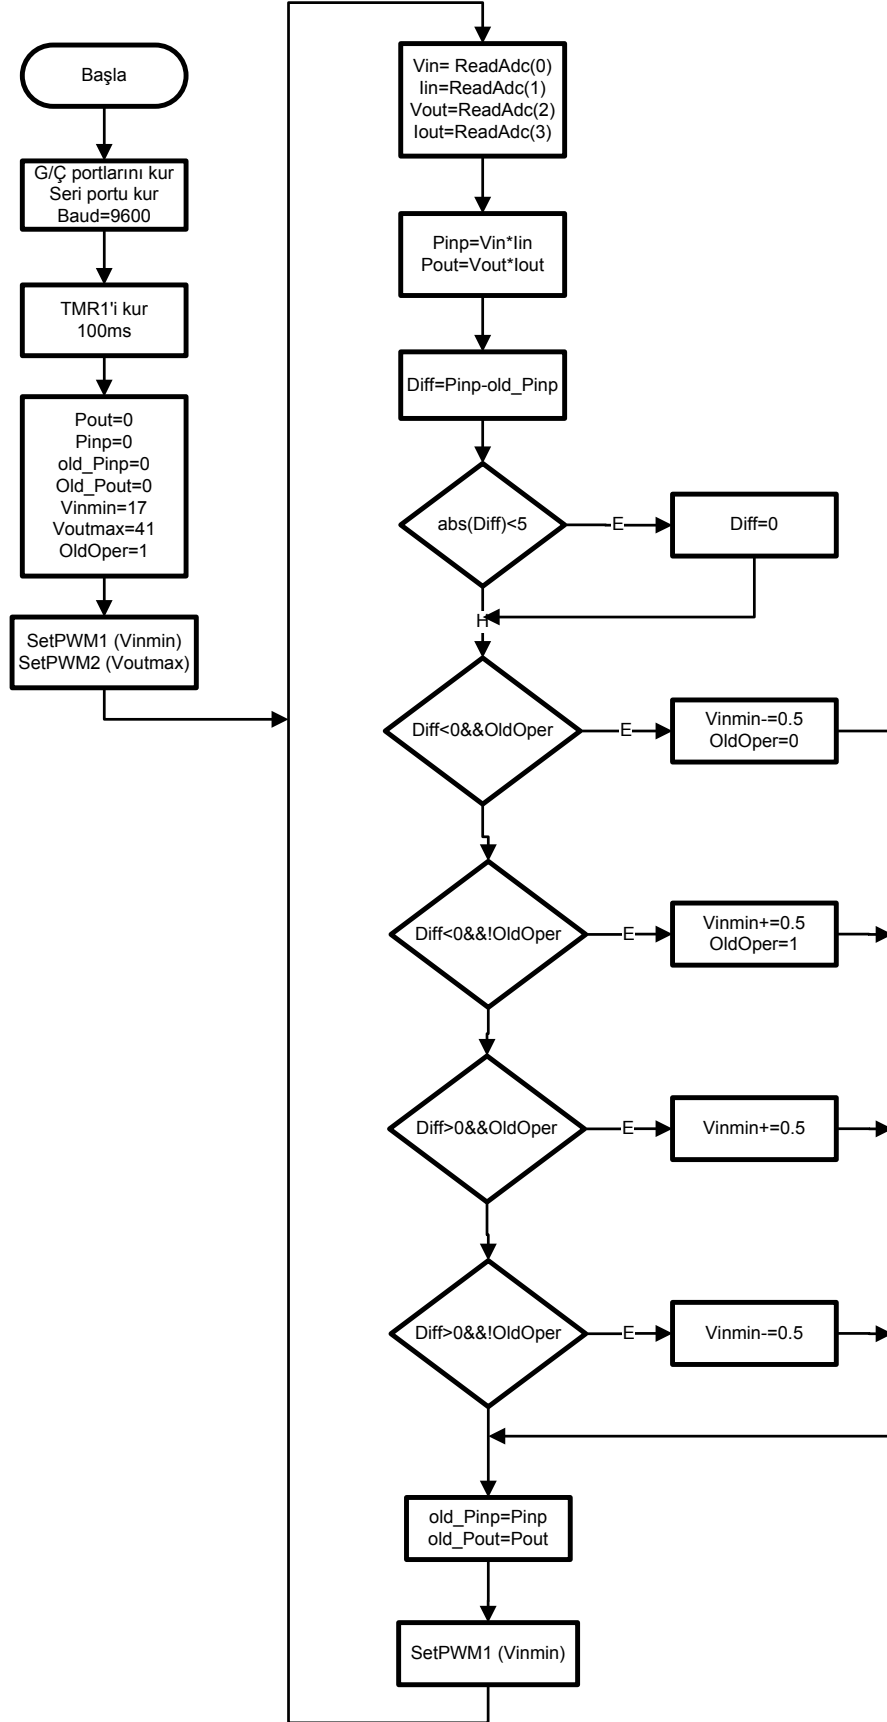 Başla
G/Ç portlarını kur
Seri portu kur
Baud=9600
TMR1'i kur
100ms
Pout=0
Pinp=0
old_Pinp=0
Old_Pout=0
Vinmin=17
Voutmax=41
OldOper=1
SetPWM1 (Vinmin)
SetPWM2 (Voutmax)
Vin= ReadAdc(0)
Iin=ReadAdc(1)
Vout=ReadAdc(2)
Iout=ReadAdc(3)
Pinp=Vin*Iin
Pout=Vout*Iout
Diff=Pinp-old_Pinp
abs(Diff)<5
E
Diff=0
H
Diff<0&&OldOper
E
Vinmin-=0.5
OldOper=0
Diff<0&&!OldOper
E
Vinmin+=0.5
OldOper=1
Diff>0&&OldOper
E
Vinmin+=0.5
Diff>0&&!OldOper
E
Vinmin-=0.5
old_Pinp=Pinp
old_Pout=Pout
SetPWM1 (Vinmin)